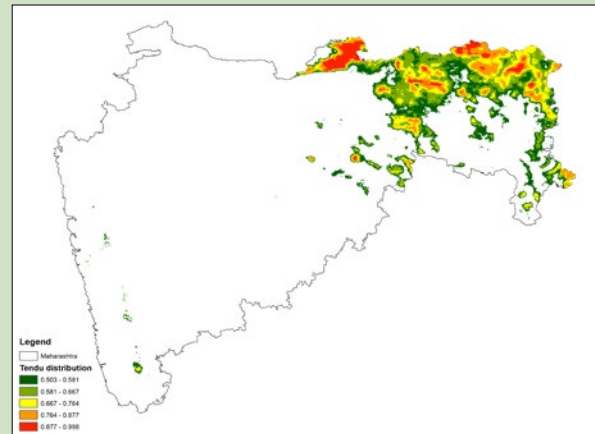 Legend
Maharashtra
Tendu distribution
0.503 - 0.581
0.581 - 0.667
0.667 - 0.764
0.764 - 0.877
0.877 - 0.998